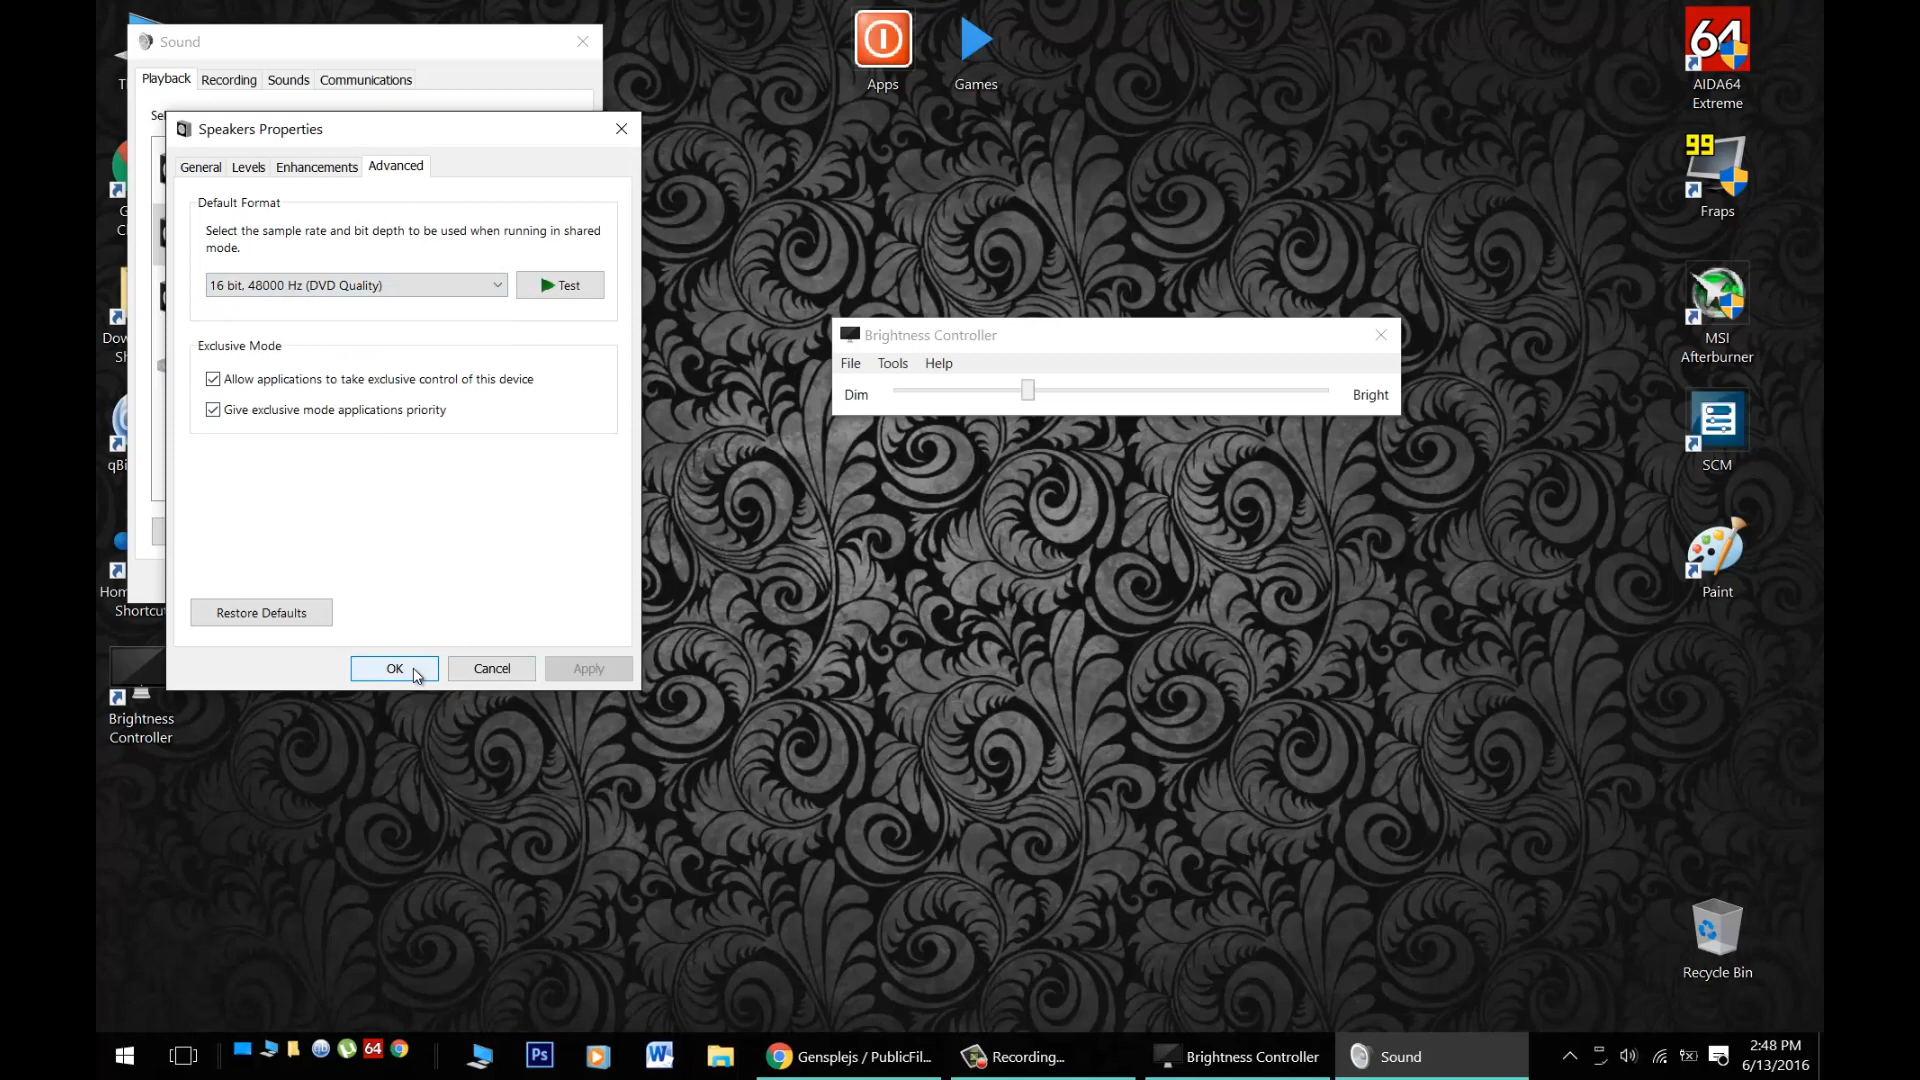 Sound
Playback
Recording
Sounds
Communications
Speakers Properties
General
Levels
Enhancements
Advanced
Default Format
Select the sample rate and bit depth to be used when running in shared
mode.
16 bit, 48000 Hz (DVD Quality)
Test
Exclusive Mode
Allow applications to take exclusive control of this device
Give exclusive mode applications priority
Restore Defaults
OK
Cancel
Apply
Brightness
Controller
Apps
Games
Brightness Controller
File
Tools
Help
Dim
Bright
64
AIDA64
Extreme
99
Fraps
MSI
Afterburner
SCM
Paint
Recycle Bin
64
Ps
Gensplejs / PublicFil...
Recording...
Brightness Controller
Sound
2:48 PM
6/13/2016